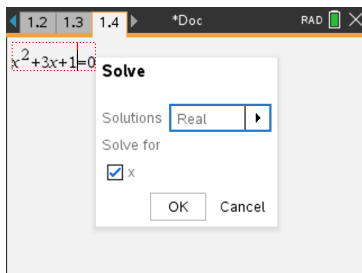 1.2 1.3 1.4 *Doc RAD
x²+3x+1=0
Solve
Solutions Real
Solve for
x
OK Cancel